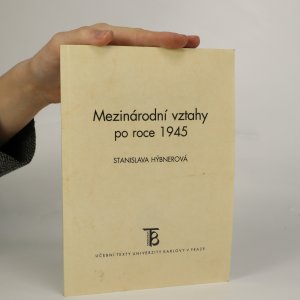 Mezinárodní vztahy
po roce 1945
STANISLAVA HÝBNEROVÁ
UČEBNÍ TEXTY UNIVERZITY KARLOVY V PRAZE